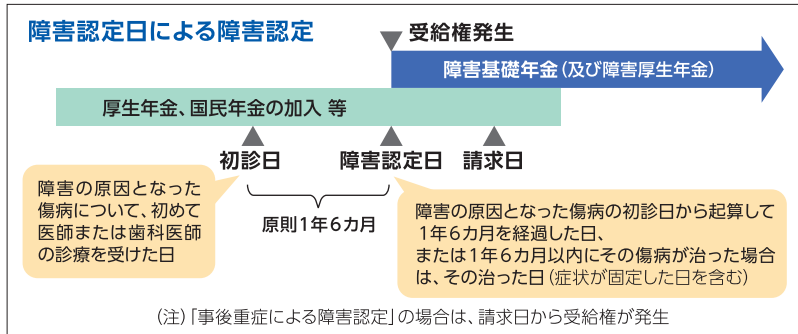 障害認定日による障害認定
受給権発生
障害基礎年金(及び障害厚生年金)
厚生年金、国民年金の加入 等
初診日
障害認定日
請求日
障害の原因となった
傷病について、初めて
医師または歯科医師
の診療を受けた日
原則1年6カ月
障害の原因となった傷病の初診日から起算して
1年6カ月を経過した日、
または1年6カ月以内にその傷病が治った場合
は、その治った日(症状が固定した日を含む)
(注)「事後重症による障害認定」の場合は、請求日から受給権が発生